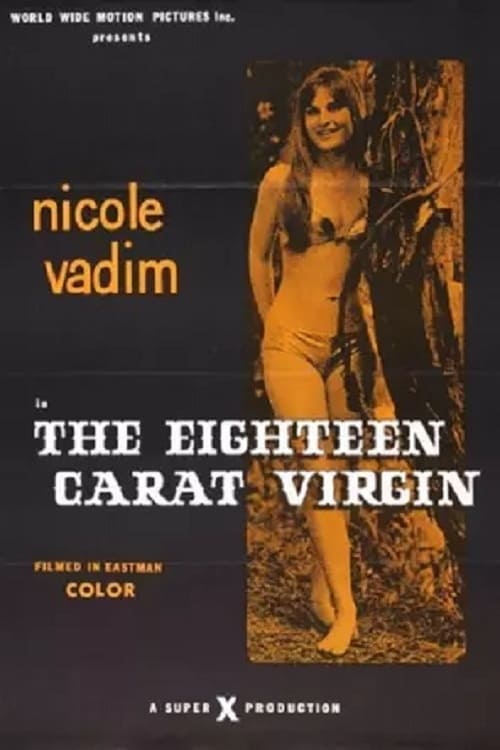 WORLD WIDE MOTION PICTURES Inc.
presents
nicole
vadim
in
THE EIGHTEEN
CARAT VIRGIN
FILMED IN EASTMAN
COLOR
A SUPER X PRODUCTION